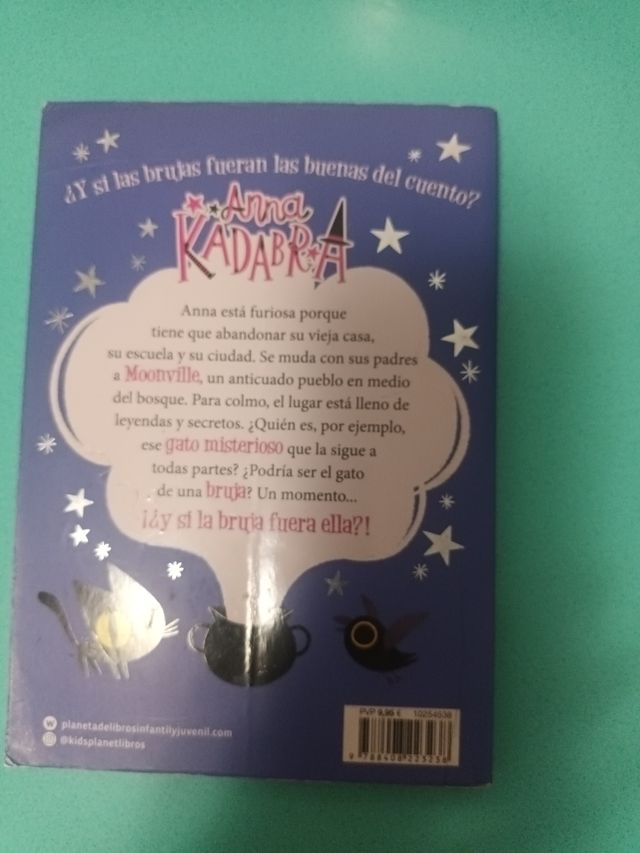 ¿Y si las brujas fueran las buenas del cuento?
Anna
KADABRA
Anna está furiosa porque
tiene que abandonar su vieja casa,
su escuela y su ciudad. Se muda con sus padres
a Moonville, un anticuado pueblo en medio
del bosque. Para colmo, el lugar está lleno de
leyendas y secretos. ¿Quién es, por ejemplo,
ese gato misterioso que la sigue a
todas partes? ¿Podría ser el gato
de una bruja? Un momento...
¡¿y si la bruja fuera ella?!
planetadelibrosinfantilyjuvenil.com
@kidsplanetlibros
PVP 9,95 € 10254538
9 788408 223238